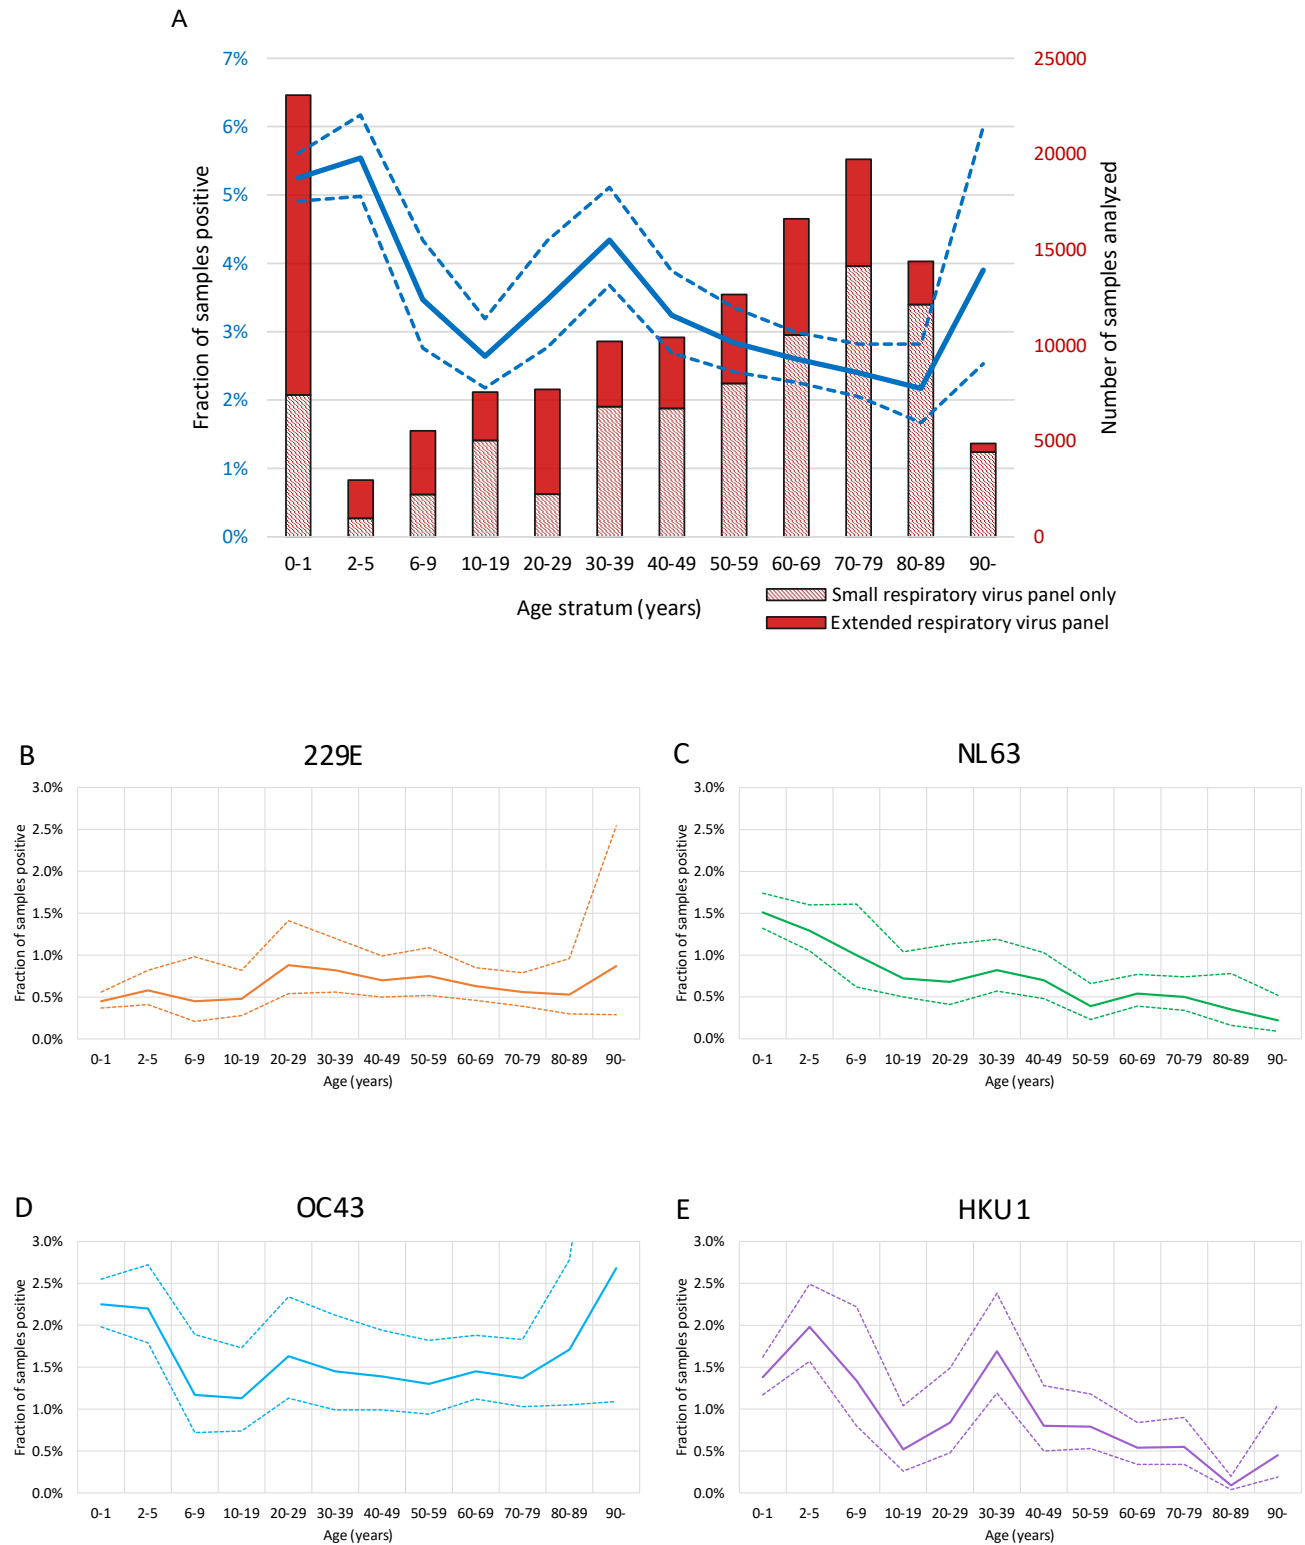 A
7%
6%
5%
4%
3%
2%
1%
0%
Fraction of samples positive
25000
20000
15000
10000
5000
0
Number of samples analyzed
0-1 2-5 6-9 10-19 20-29 30-39 40-49 50-59 60-69 70-79 80-89 90-
Age stratum (years)
Small respiratory virus panel only
Extended respiratory virus panel
B
229E
3.0%
2.5%
2.0%
1.5%
1.0%
0.5%
0.0%
Fraction of samples positive
0-1 2-5 6-9 10-19 20-29 30-39 40-49 50-59 60-69 70-79 80-89 90-
Age (years)
C
NL63
3.0%
2.5%
2.0%
1.5%
1.0%
0.5%
0.0%
Fraction of samples positive
0-1 2-5 6-9 10-19 20-29 30-39 40-49 50-59 60-69 70-79 80-89 90-
Age (years)
D
OC43
3.0%
2.5%
2.0%
1.5%
1.0%
0.5%
0.0%
Fraction of samples positive
0-1 2-5 6-9 10-19 20-29 30-39 40-49 50-59 60-69 70-79 80-89 90-
Age (years)
E
HKU1
3.0%
2.5%
2.0%
1.5%
1.0%
0.5%
0.0%
Fraction of samples positive
0-1 2-5 6-9 10-19 20-29 30-39 40-49 50-59 60-69 70-79 80-89 90-
Age (years)